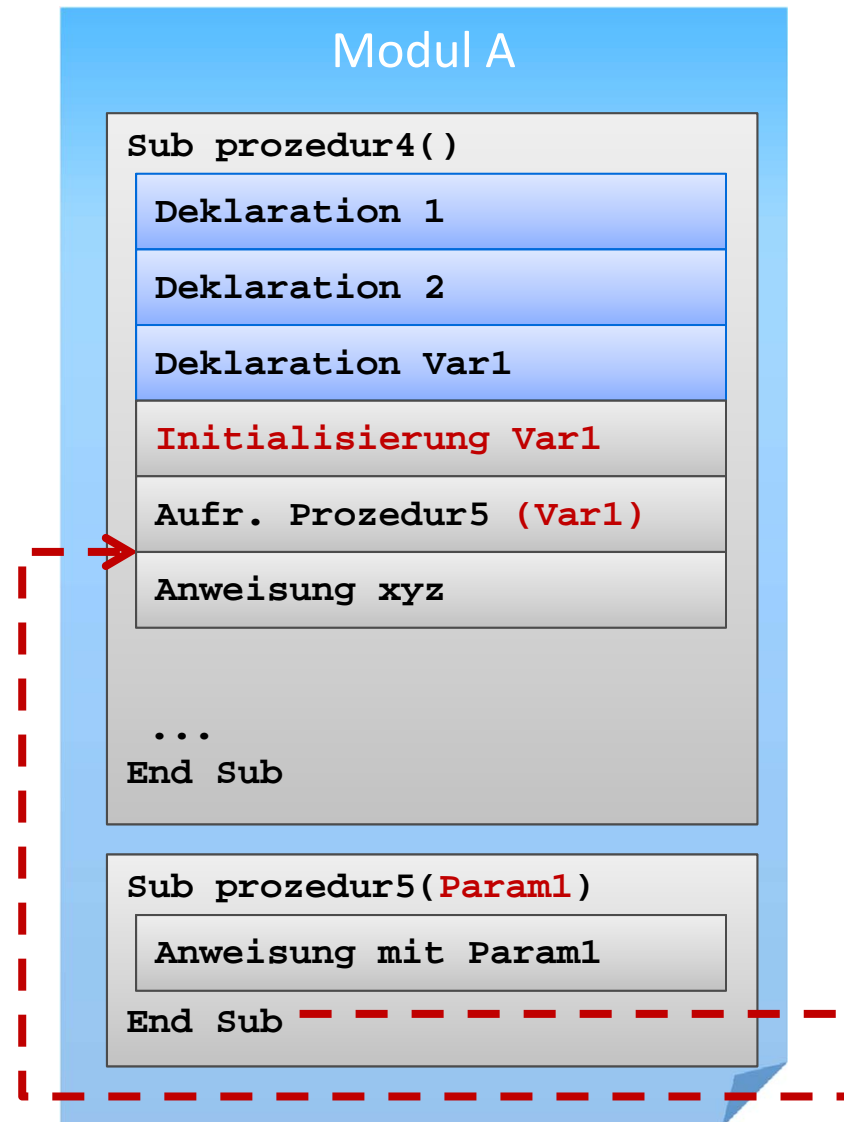 Modul A
Sub prozedur4()
Deklaration 1
Deklaration 2
Deklaration Var1
Initialisierung Var1
Aufr. Prozedur5 (Var1)
Anweisung xyz
...
End Sub
Sub prozedur5(Param1)
Anweisung mit Param1
End Sub